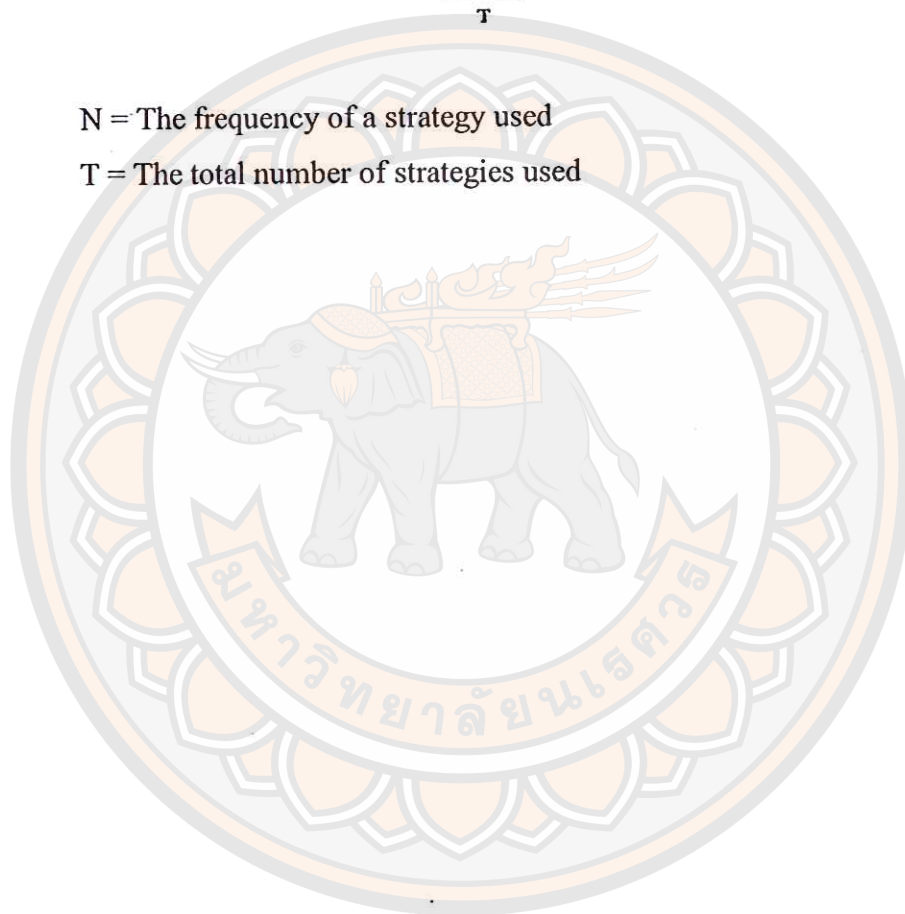 T
N = The frequency of a strategy used
T = The total number of strategies used
มหาวิทยาลัยนเรศวร